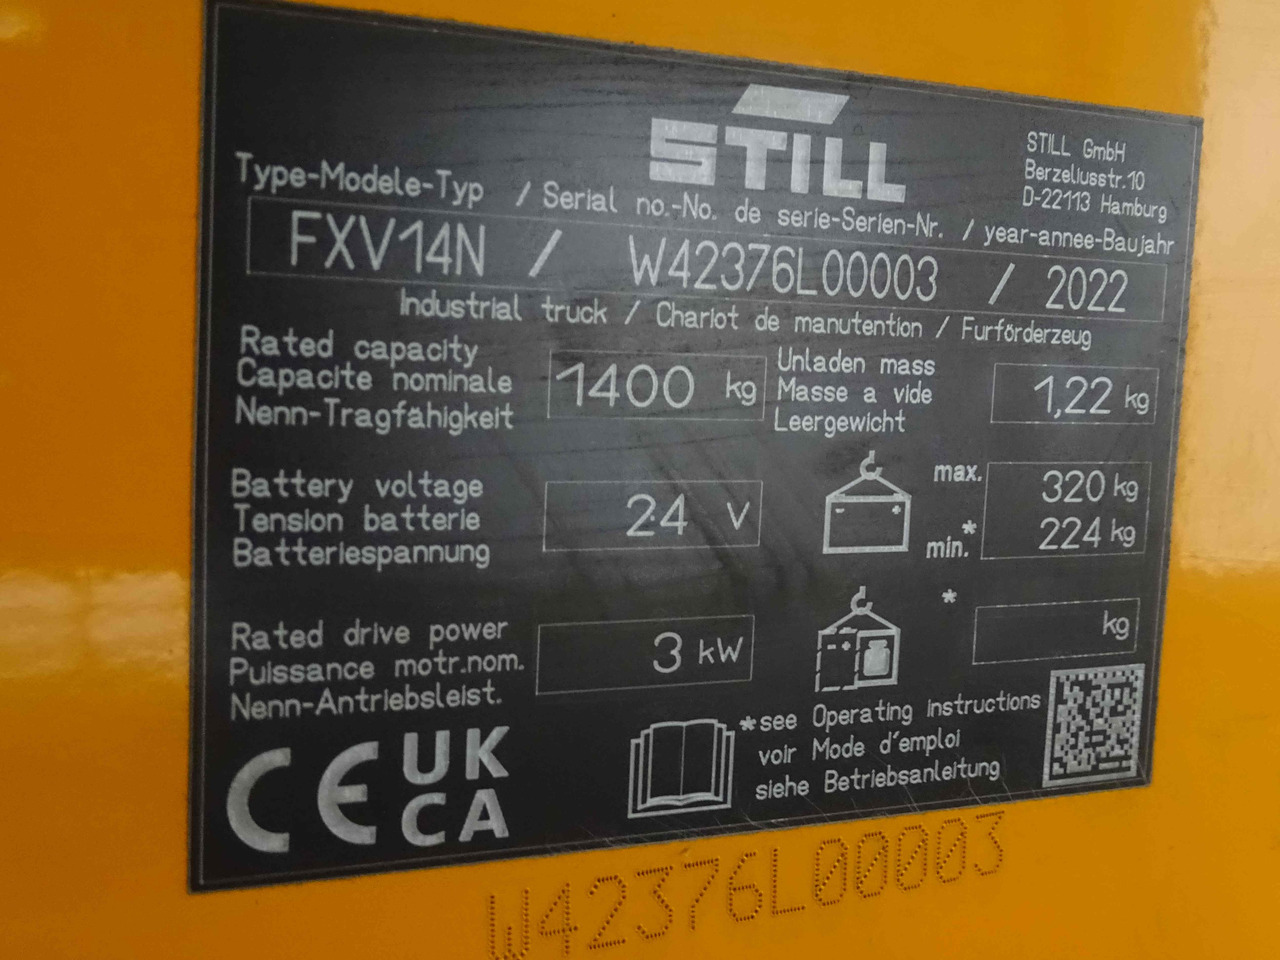 STILL
STILL GmbH
Berzeliusstr.10
D-22113 Hamburg
Type-Modele-Typ / Serial no.-No. de serie-Serien-Nr. / year-annee-Baujahr
FXV14N / W42376L00003 / 2022
Industrial truck / Chariot de manutention / Furförderzeug
Rated capacity
Capacite nominale
Nenn-Tragfähigkeit
1400 kg
Unladen mass
Masse a vide
Leergewicht
1,22 kg
Battery voltage
Tension batterie
Batteriespannung
24 V
- +
max. 320 kg
min.* 224 kg
Rated drive power
Puissance motr.nom.
Nenn-Antriebsleist.
3 kW
- +
* kg
CE UK
CA
*see Operating instructions
voir Mode d'emploi
siehe Betriebsanleitung
W42376L00003